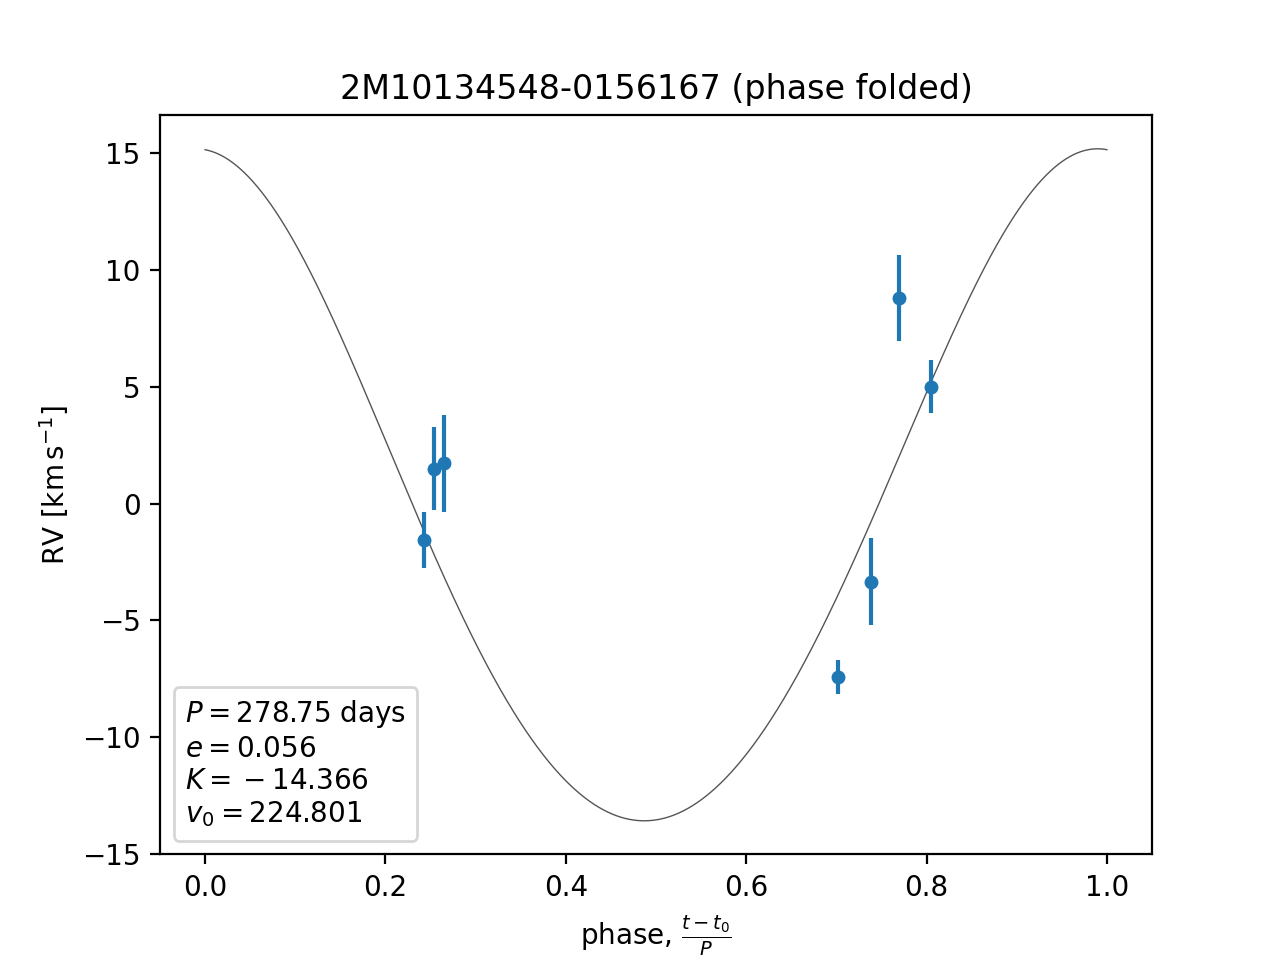 2M10134548-0156167 (phase folded)
15
10
5
0
−5
−10
−15
RV [km s⁻¹]
P = 278.75 days
e = 0.056
K = −14.366
v₀ = 224.801
0.0 0.2 0.4 0.6 0.8 1.0
phase, (t − t₀)/P